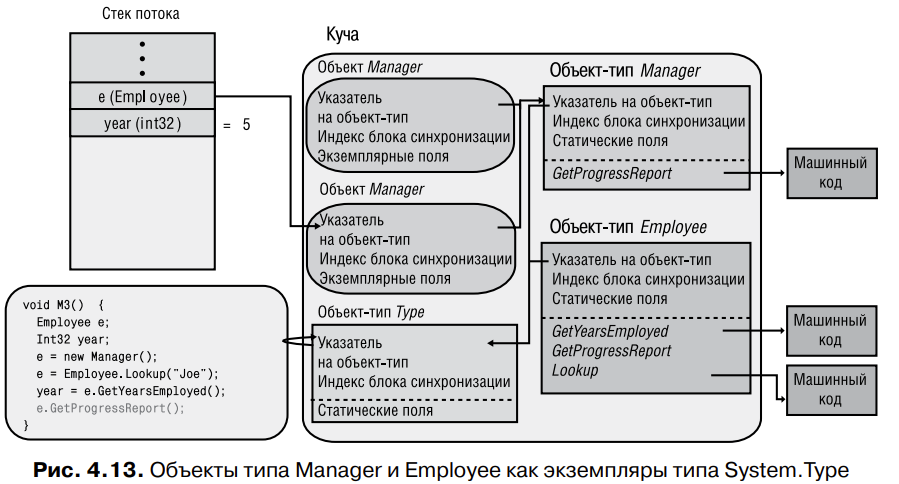 Стек потока
e (Empl oyee)
year (int32)
= 5
Куча
Объект Manager
Указатель
на объект-тип
Индекс блока синхронизации
Экземплярные поля
Объект Manager
Указатель
на объект-тип
Индекс блока синхронизации
Экземплярные поля
Объект-тип Type
Указатель
на объект-тип
Индекс блока синхронизации
Статические поля
Объект-тип Manager
Указатель на объект-тип
Индекс блока синхронизации
Статические поля
GetProgressReport
Машинный
код
Объект-тип Employee
Указатель на объект-тип
Индекс блока синхронизации
Статические поля
GetYearsEmployed
GetProgressReport
Lookup
Машинный
код
Машинный
код
void M3() {
Employee e;
Int32 year;
e = new Manager();
e = Employee.Lookup("Joe");
year = e.GetYearsEmployed();
e.GetProgressReport();
}
Рис. 4.13. Объекты типа Manager и Employee как экземпляры типа System.Type